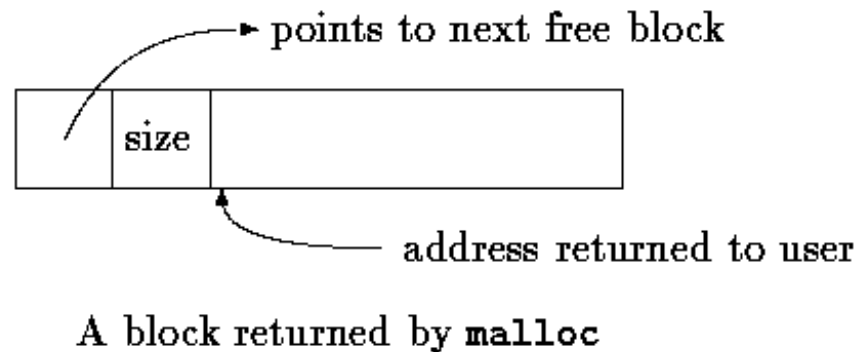 points to next free block
size
address returned to user
A block returned by malloc